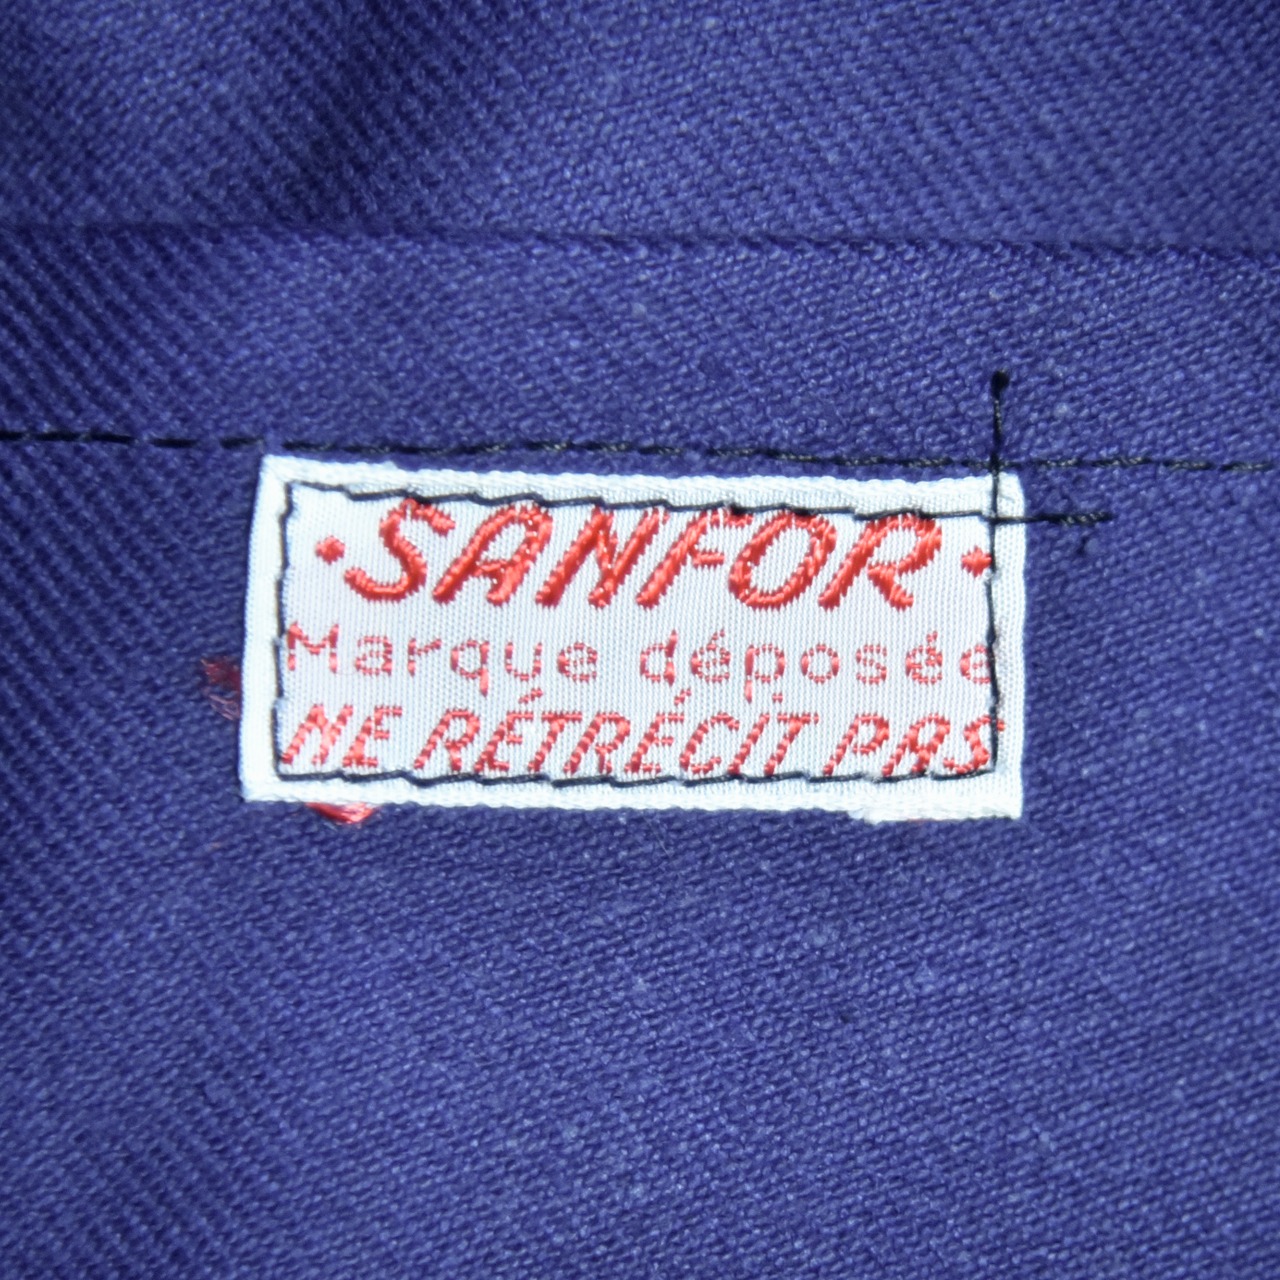 ·SANFOR·
Marque déposée
NE RÉTRÉCIT PAS